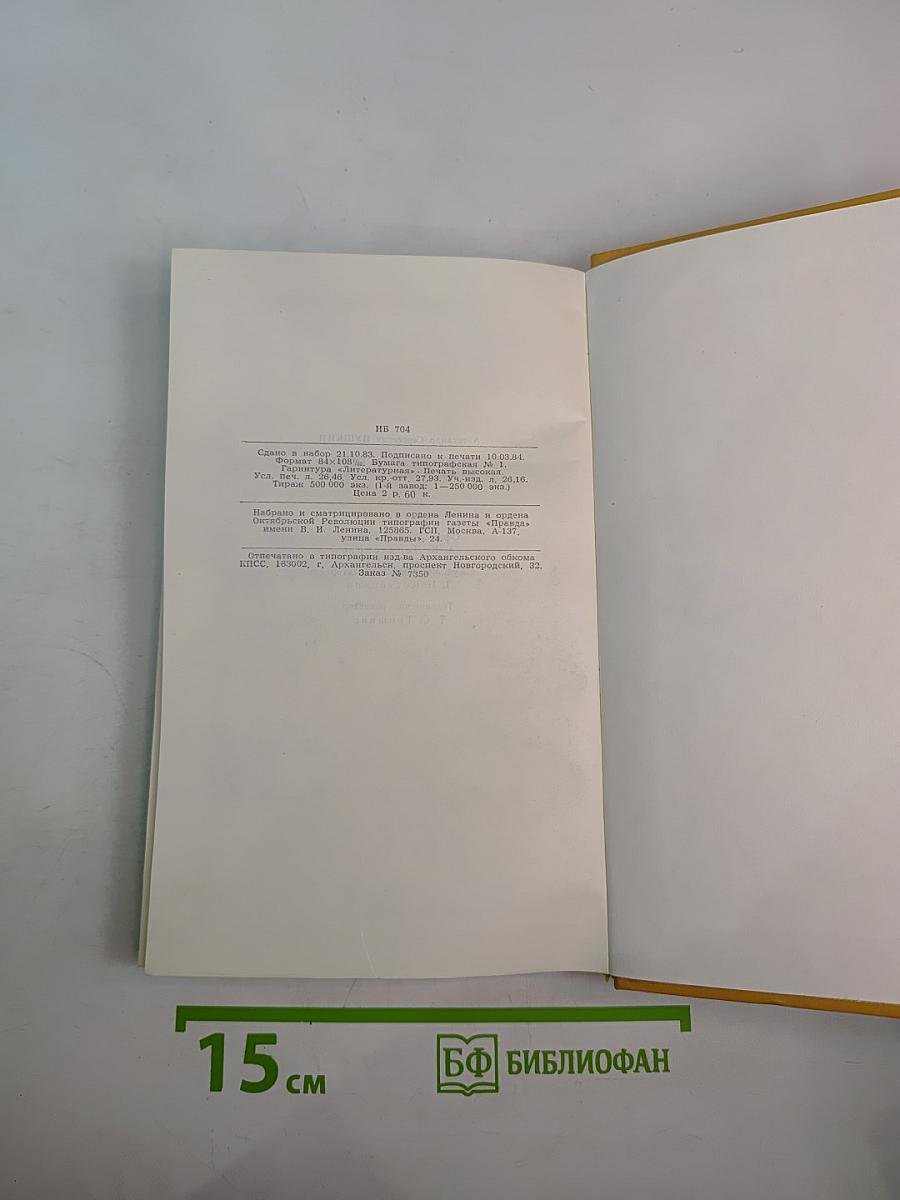 ИБ 704
Сдано в набор 21.10.83. Подписано к печати 10.03.84.
Формат 84×108¹/₃₂. Бумага типографская № 1.
Гарнитура «Литературная». Печать высокая.
Усл. печ. л. 26,46. Усл. кр.-отт. 27,93. Уч.-изд. л. 26,16.
Тираж 500 000 экз. (1-й завод: 1—250 000 экз.)
Цена 2 р. 60 к.
Набрано и сматрицировано в ордена Ленина и ордена
Октябрьской Революции типографии газеты «Правда»
имени В. И. Ленина, 125865, ГСП, Москва, А-137,
улица «Правды», 24.
Отпечатано в типографии изд-ва Архангельского обкома
КПСС, 163002, г. Архангельск, проспект Новгородский, 32.
Заказ № 7350
15 см
БФ БИБЛИОФАН